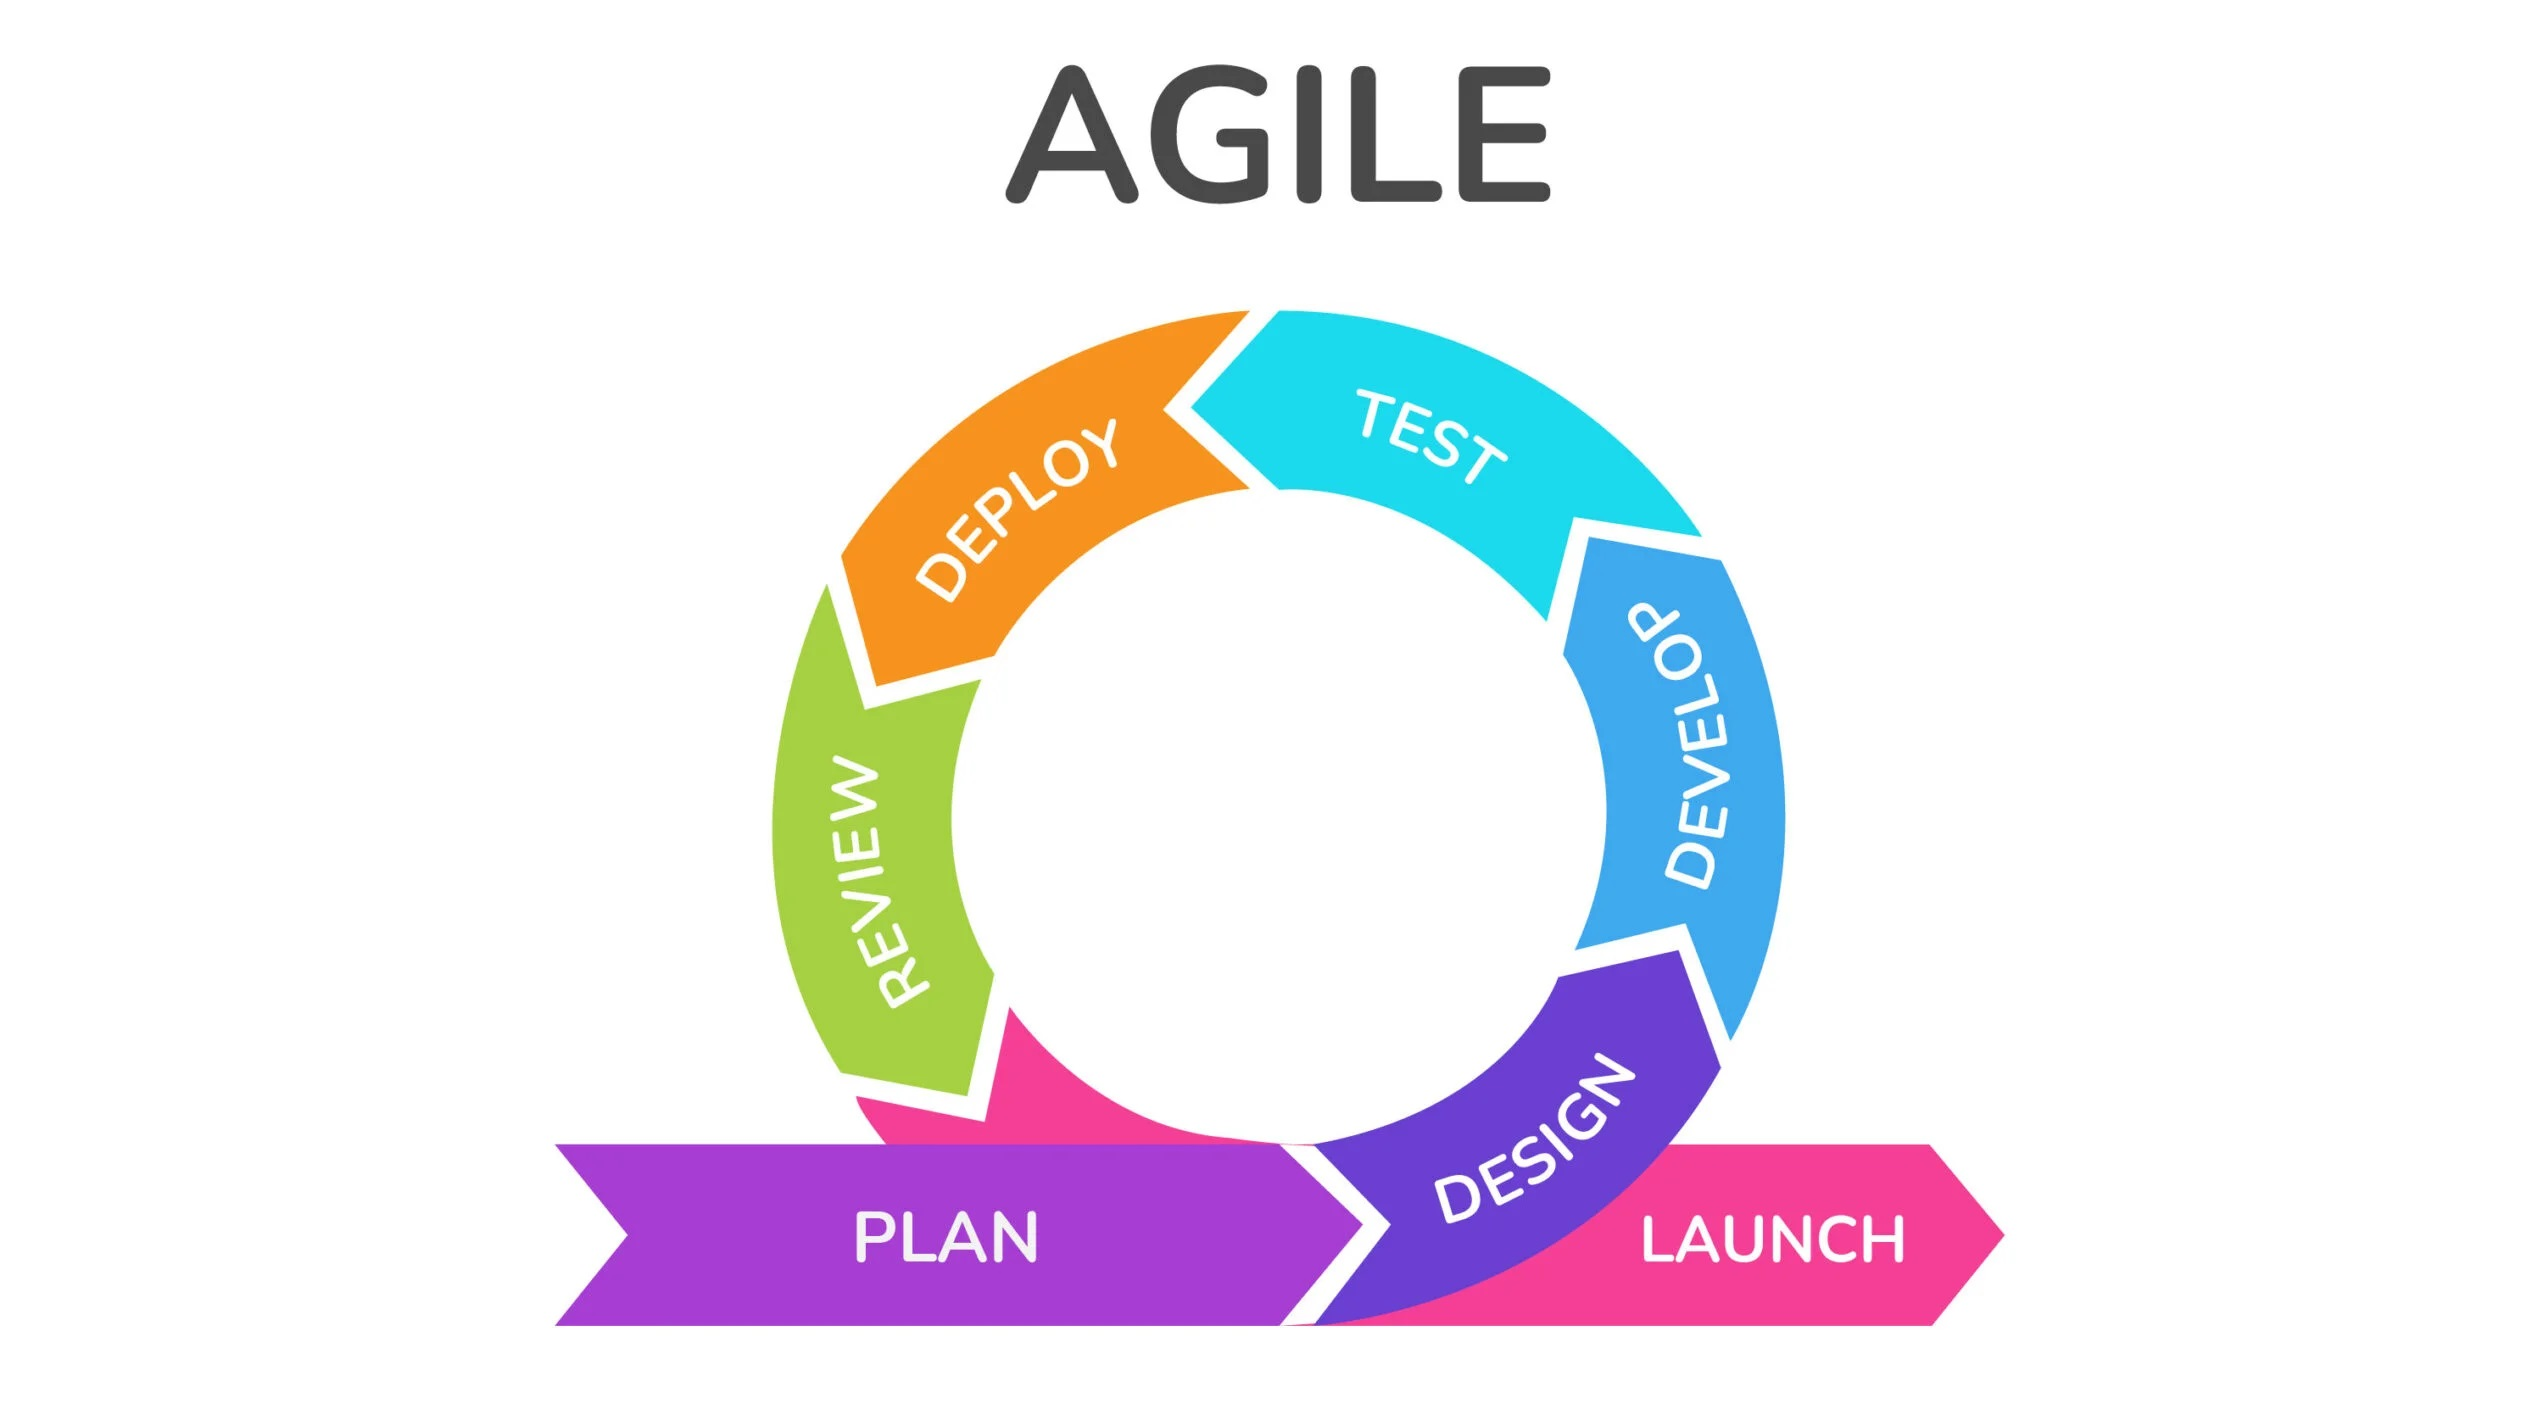 AGILE
PLAN
DESIGN
DEVELOP
TEST
DEPLOY
REVIEW
LAUNCH